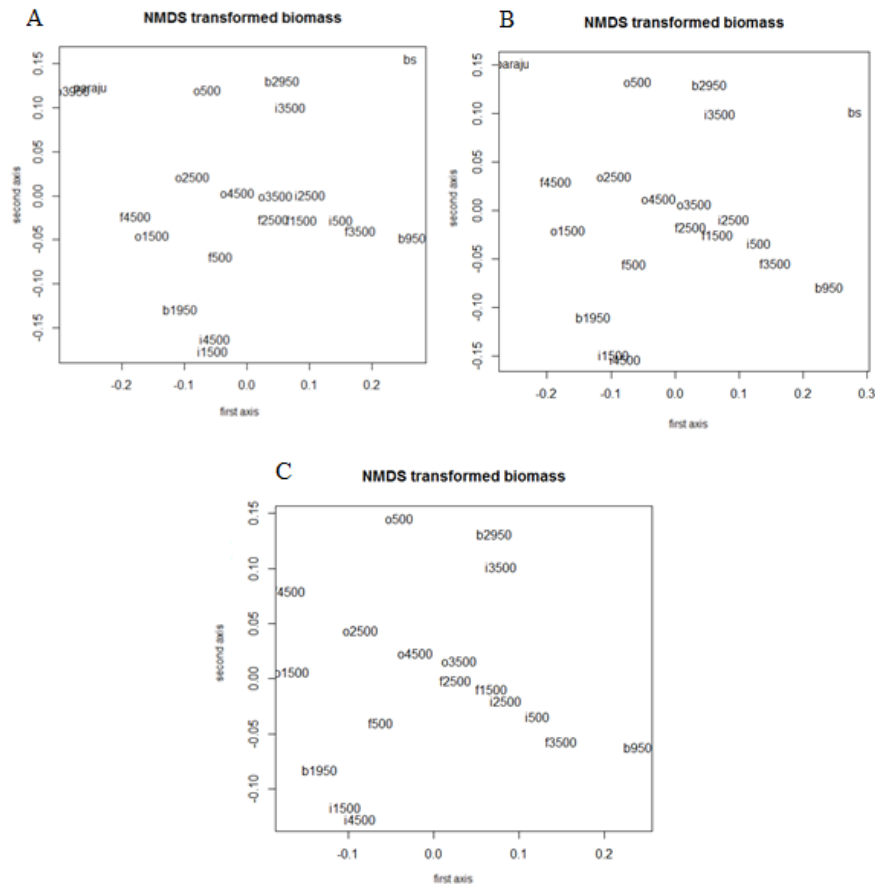 A
NMDS transformed biomass
0.15
0.10
0.05
0.00
-0.05
-0.15
second axis
bs
b2950
paraju
o500
i3500
o2500
o4500
o3500
i2500
f4500
f2500
f1500
i500
o1500
f3500
b950
f500
b1950
i4500
i1500
-0.2
-0.1
0.0
0.1
0.2
first axis
B
NMDS transformed biomass
0.15
0.10
0.05
0.00
-0.05
-0.10
-0.15
second axis
paraju
o500
b2950
i3500
bs
o2500
f4500
o4500
o3500
i2500
o1500
f2500
f1500
i500
f500
f3500
b950
b1950
i1500
i4500
-0.2
-0.1
0.0
0.1
0.2
0.3
first axis
C
NMDS transformed biomass
0.15
0.10
0.05
0.00
-0.05
-0.10
second axis
o500
b2950
i3500
4500
o2500
o4500
o3500
o1500
f2500
f1500
i2500
f500
i500
f3500
b950
b1950
i1500
i4500
-0.1
0.0
0.1
0.2
first axis